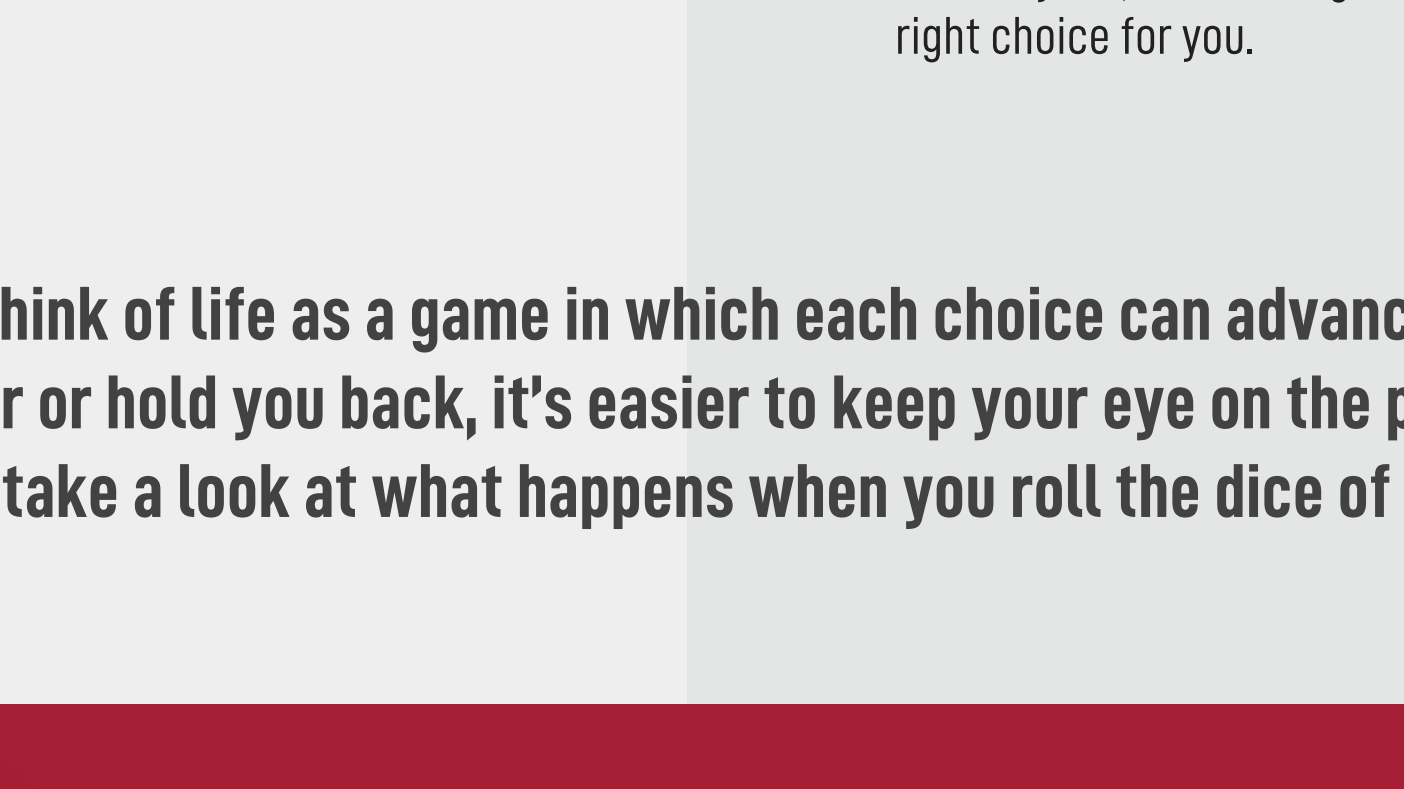 right choice for you.
hink of life as a game in which each choice can advanc
r or hold you back, it’s easier to keep your eye on the p
take a look at what happens when you roll the dice of